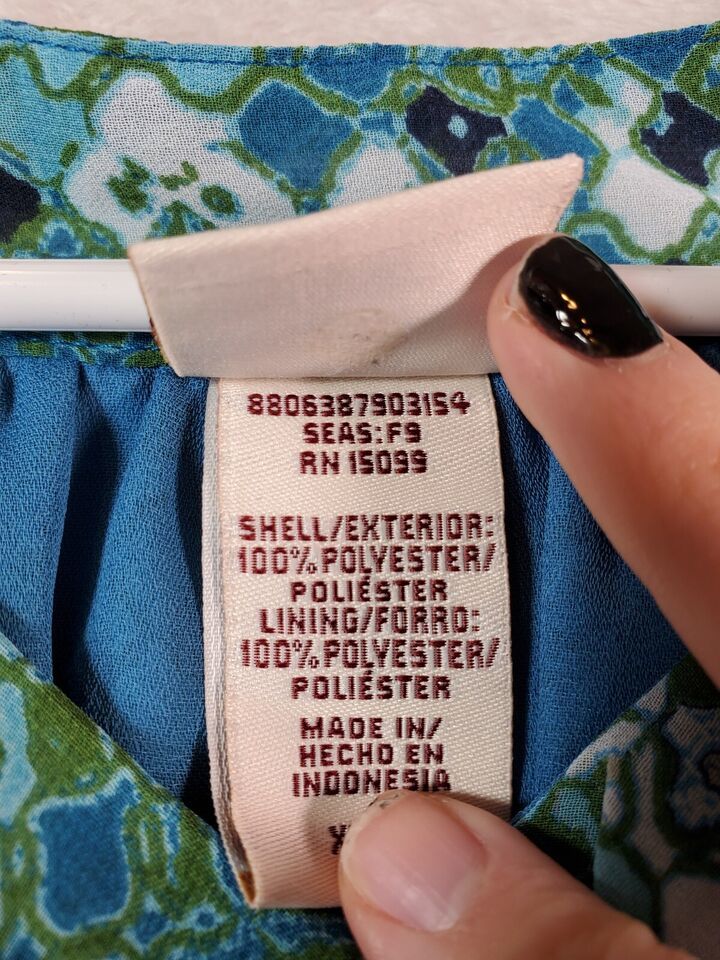 8806387903154
SEAS:F9
RN 15099
SHELL/EXTERIOR:
100% POLYESTER/
POLIÉSTER
LINING/FORRO:
100% POLYESTER/
POLIÉSTER
MADE IN/
HECHO EN
INDONESIA